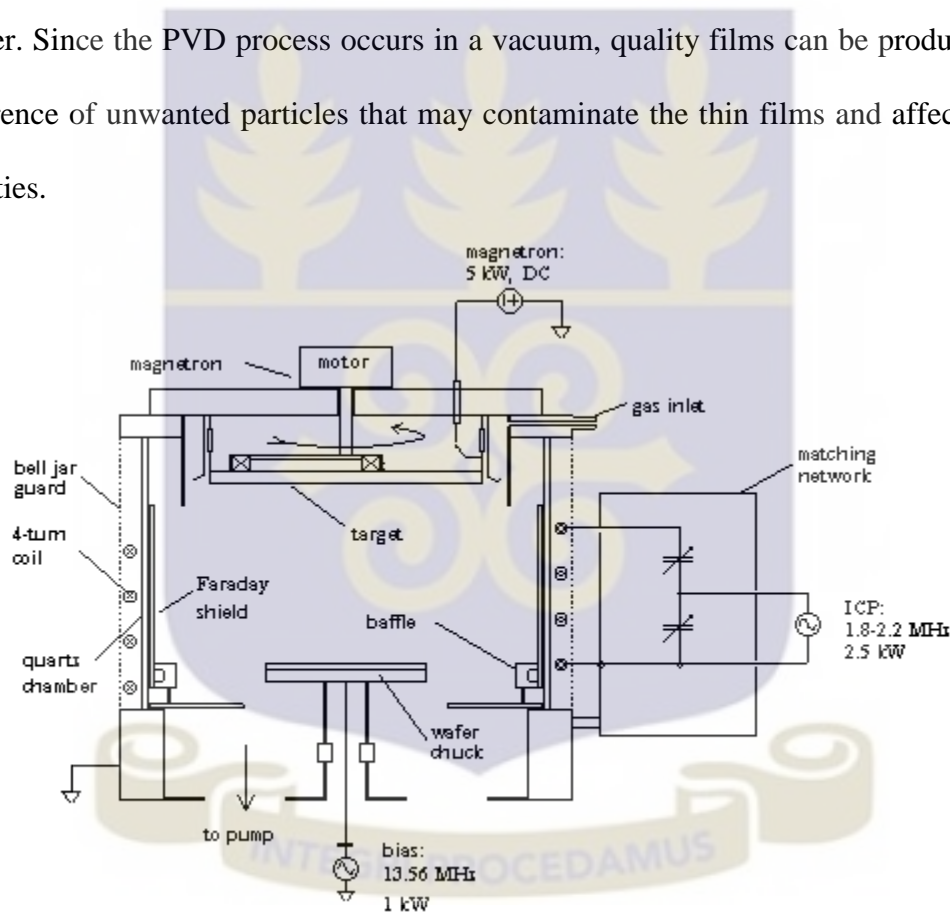 er. Since the PVD process occurs in a vacuum, quality films can be produ
rence of unwanted particles that may contaminate the thin films and affec
ties.
magnetron:
5 kW, DC
magnetron
motor
gas inlet
bell jar
guard
matching
network
4-turn
coil
target
Faraday
shield
baffle
ICP:
1.8-2.2 MHz
2.5 kW
quartz
chamber
wafer
chuck
to pump
bias:
13.56 MHz
1 kW
INTEGRI PROCEDAMUS